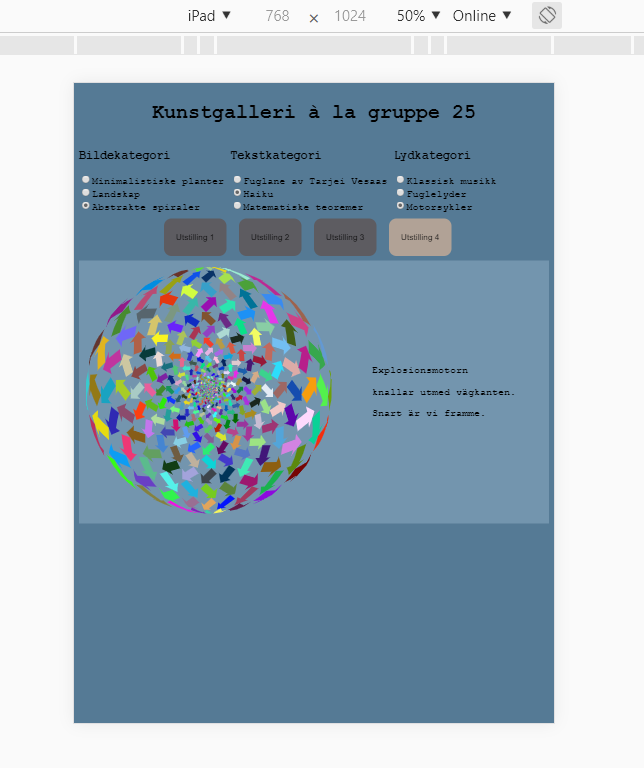 iPad ▼ 768 × 1024 50% ▼ Online ▼
Kunstgalleri à la gruppe 25
Bildekategori Tekstkategori Lydkategori
Minimalistiske planter Fuglane av Tarjei Vesaas Klassisk musikk
Landskap Haiku Fuglelyder
Abstrakte spiraler Matematiske teoremer Motorsykler
Utstilling 1 Utstilling 2 Utstilling 3 Utstilling 4
Explosionsmotorn
knallar utmed vägkanten.
Snart är vi framme.